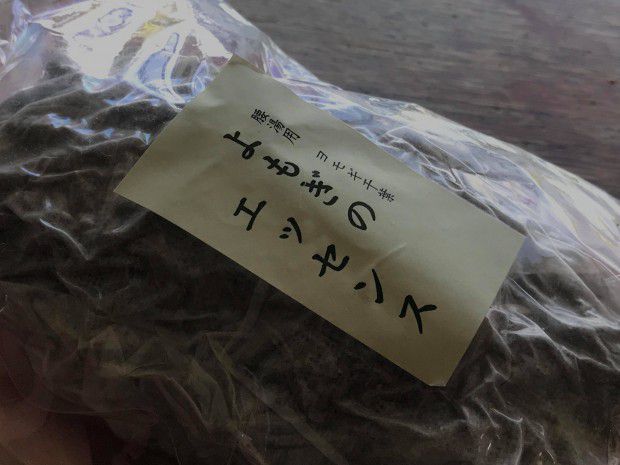 腰湯用 ヨモギ干葉
よもぎの
エッセンス